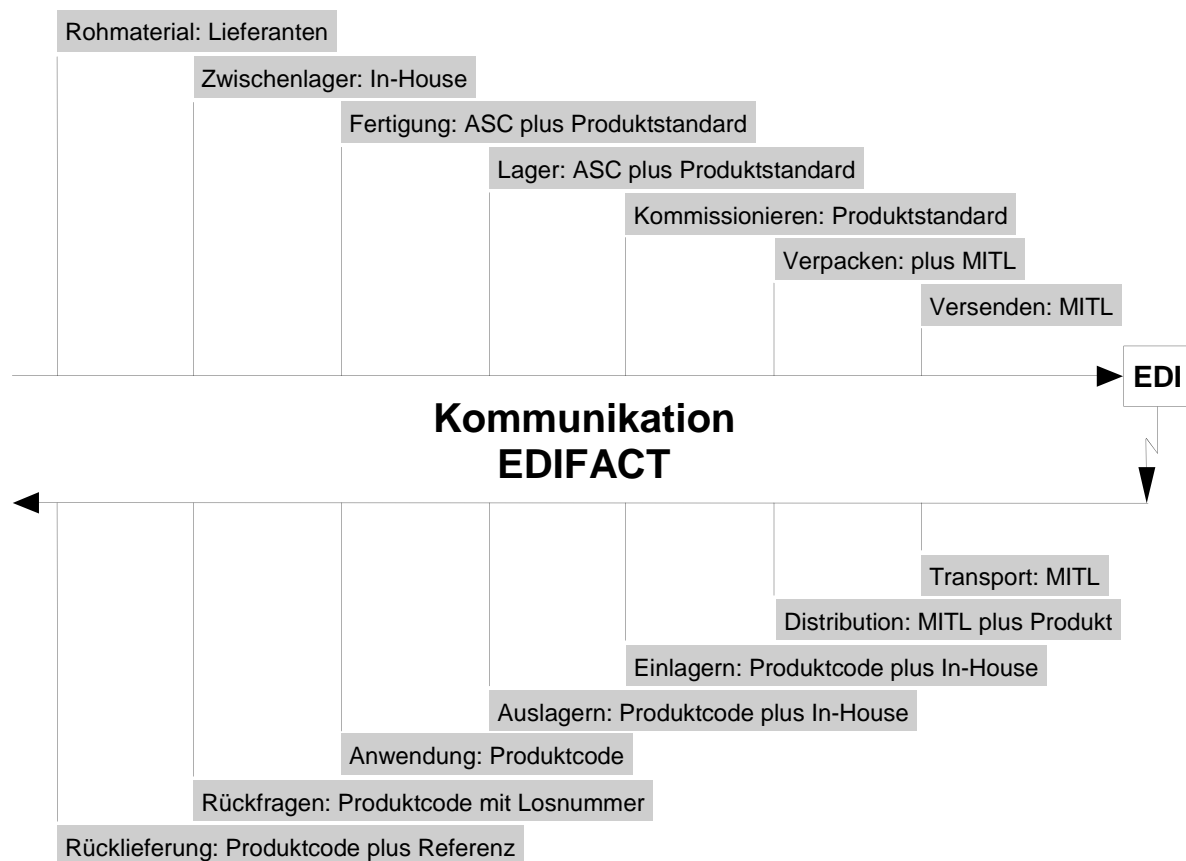 Rohmaterial: Lieferanten
Zwischenlager: In-House
Fertigung: ASC plus Produktstandard
Lager: ASC plus Produktstandard
Kommissionieren: Produktstandard
Verpacken: plus MITL
Versenden: MITL
EDI
Kommunikation
EDIFACT
Transport: MITL
Distribution: MITL plus Produkt
Einlagern: Produktcode plus In-House
Auslagern: Produktcode plus In-House
Anwendung: Produktcode
Rückfragen: Produktcode mit Losnummer
Rücklieferung: Produktcode plus Referenz